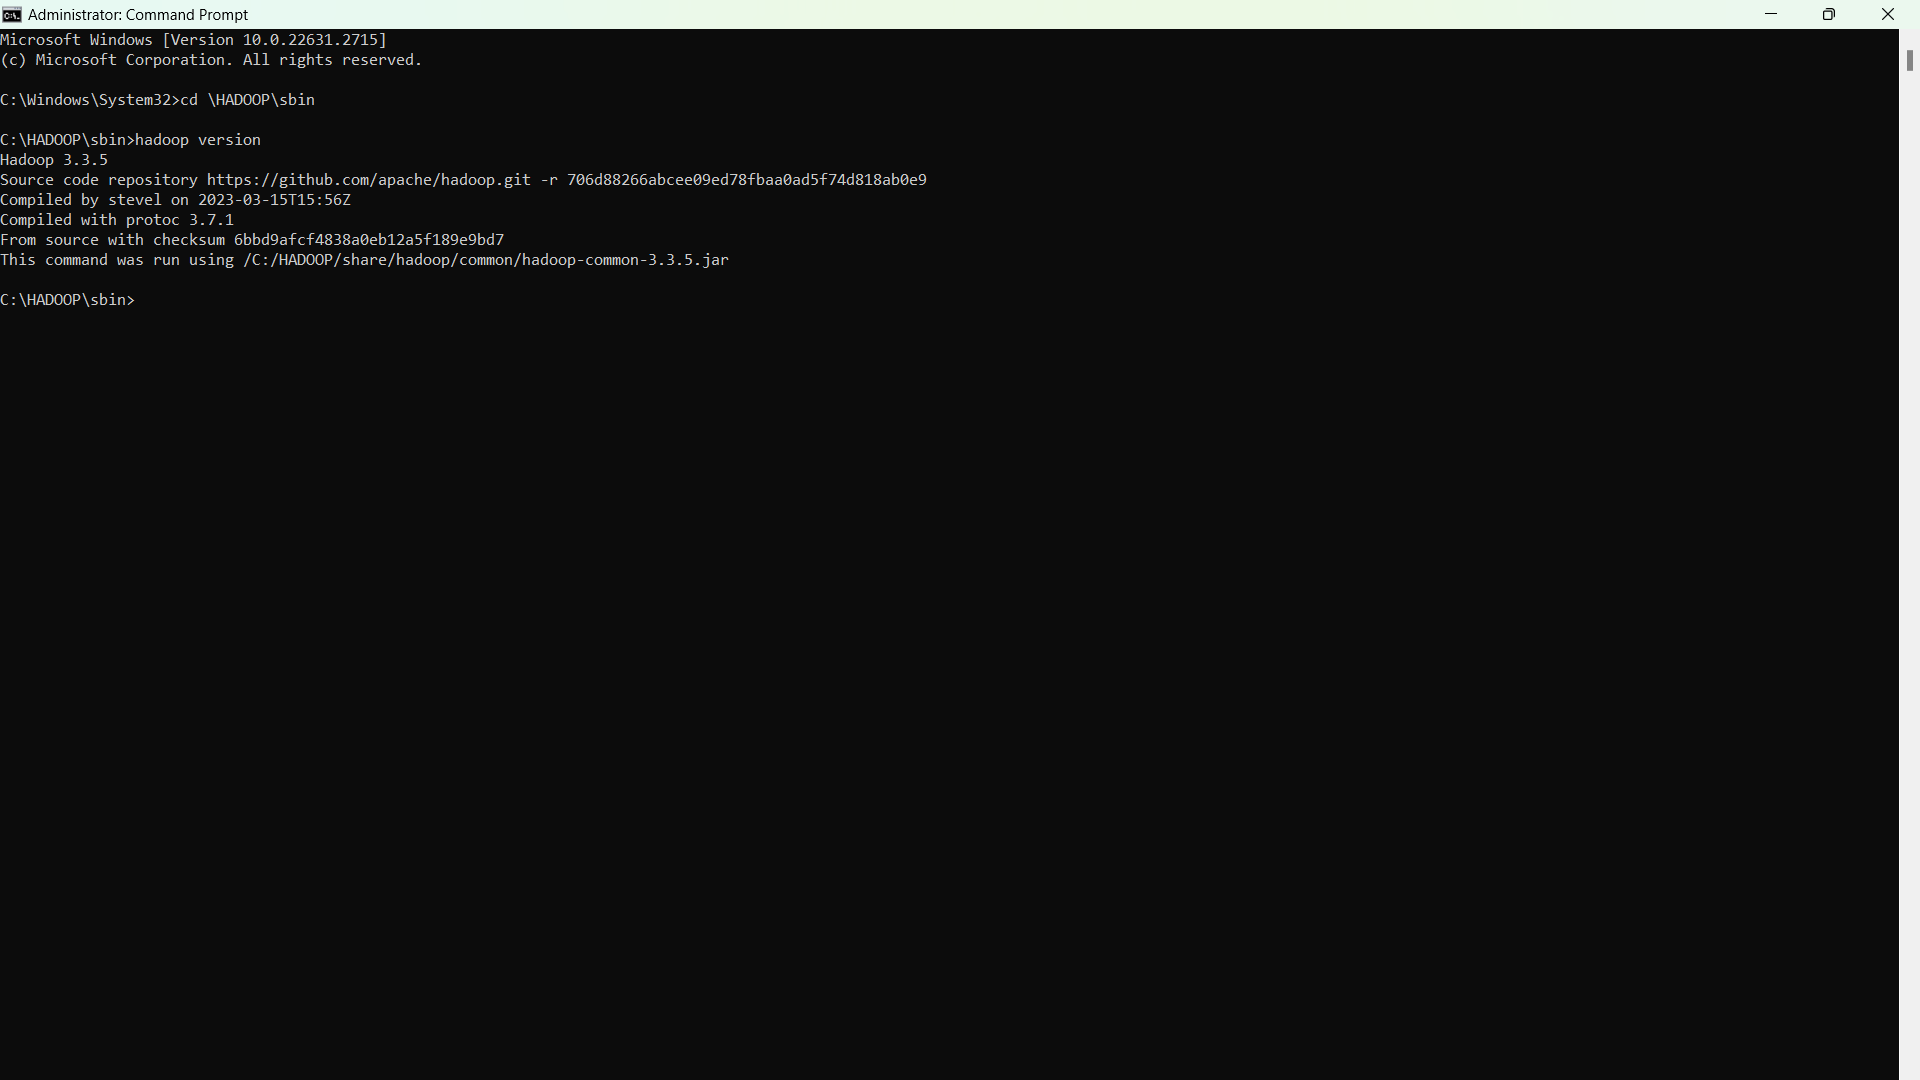 Administrator: Command Prompt
Microsoft Windows [Version 10.0.22631.2715]
(c) Microsoft Corporation. All rights reserved.
C:\Windows\System32>cd \HADOOP\sbin
C:\HADOOP\sbin>hadoop version
Hadoop 3.3.5
Source code repository https://github.com/apache/hadoop.git -r 706d88266abcee09ed78fbaa0ad5f74d818ab0e9
Compiled by stevel on 2023-03-15T15:56Z
Compiled with protoc 3.7.1
From source with checksum 6bbd9afcf4838a0eb12a5f189e9bd7
This command was run using /C:/HADOOP/share/hadoop/common/hadoop-common-3.3.5.jar
C:\HADOOP\sbin>